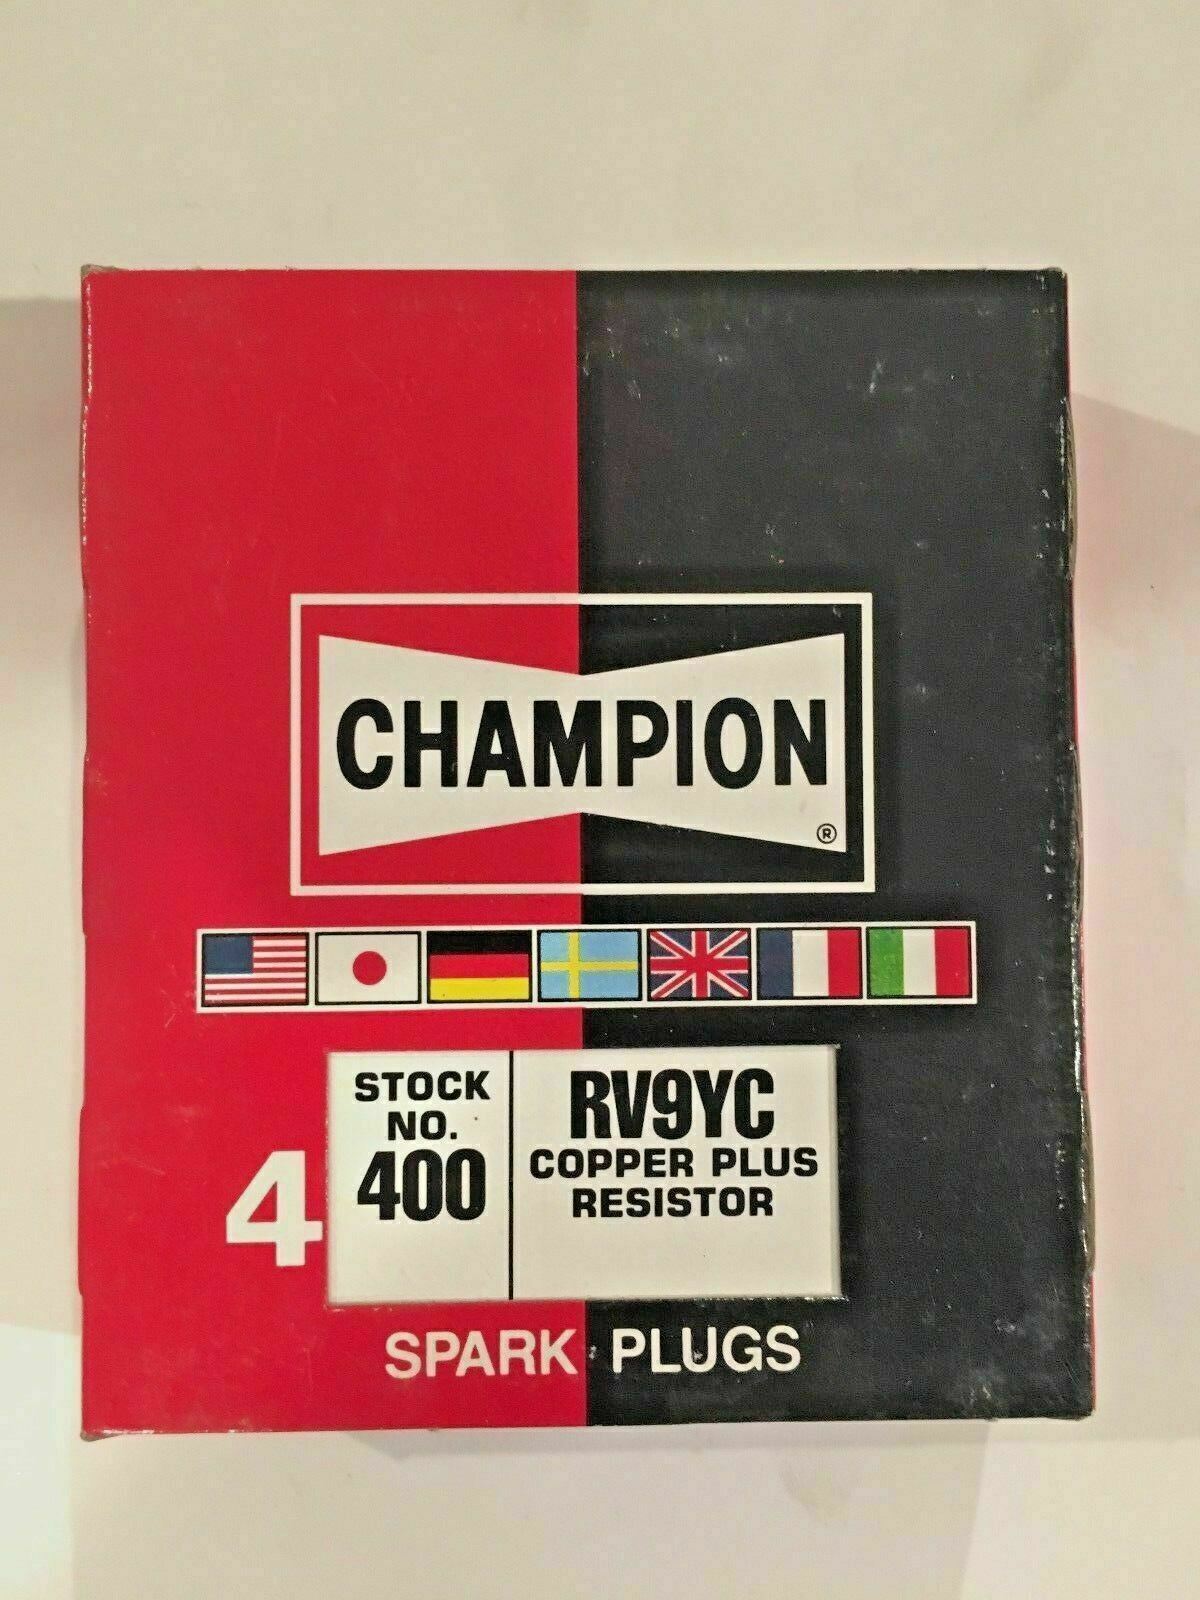 CHAMPION
®
STOCK
NO.
400
RV9YC
COPPER PLUS
RESISTOR
4
SPARK PLUGS